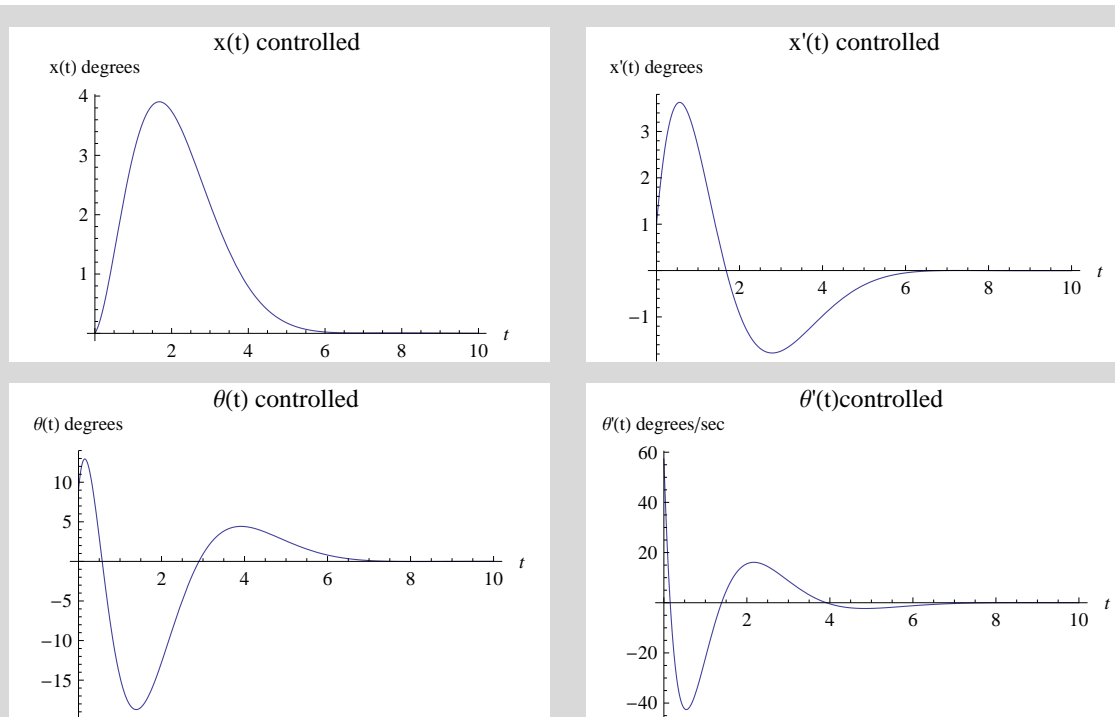 x(t) controlled
x(t) degrees
4
3
2
1
2 4 6 8 10 t
x'(t) controlled
x'(t) degrees
3
2
1
2 4 6 8 10 t
−1
θ(t) controlled
θ(t) degrees
10
5
2 4 6 8 10 t
−5
−10
−15
θ'(t)controlled
θ'(t) degrees/sec
60
40
20
2 4 6 8 10 t
−20
−40